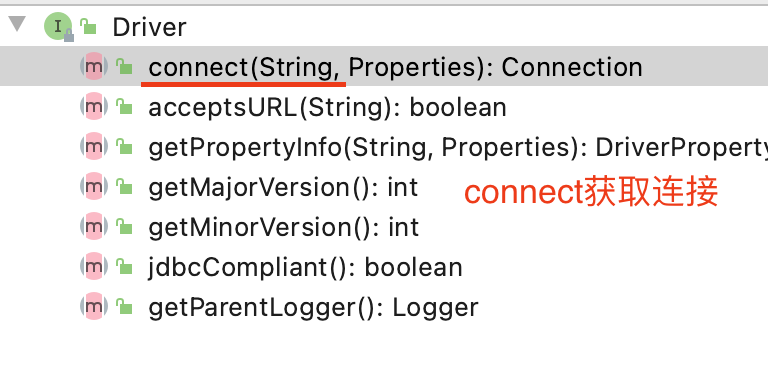 Driver
connect(String, Properties): Connection
acceptsURL(String): boolean
getPropertyInfo(String, Properties): DriverProperty
getMajorVersion(): int
connect获取连接
getMinorVersion(): int
jdbcCompliant(): boolean
getParentLogger(): Logger